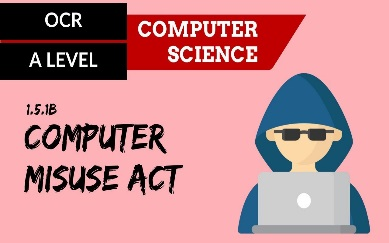 OCR
A LEVEL
COMPUTER
SCIENCE
1.5.1B
COMPUTER
MISUSE ACT